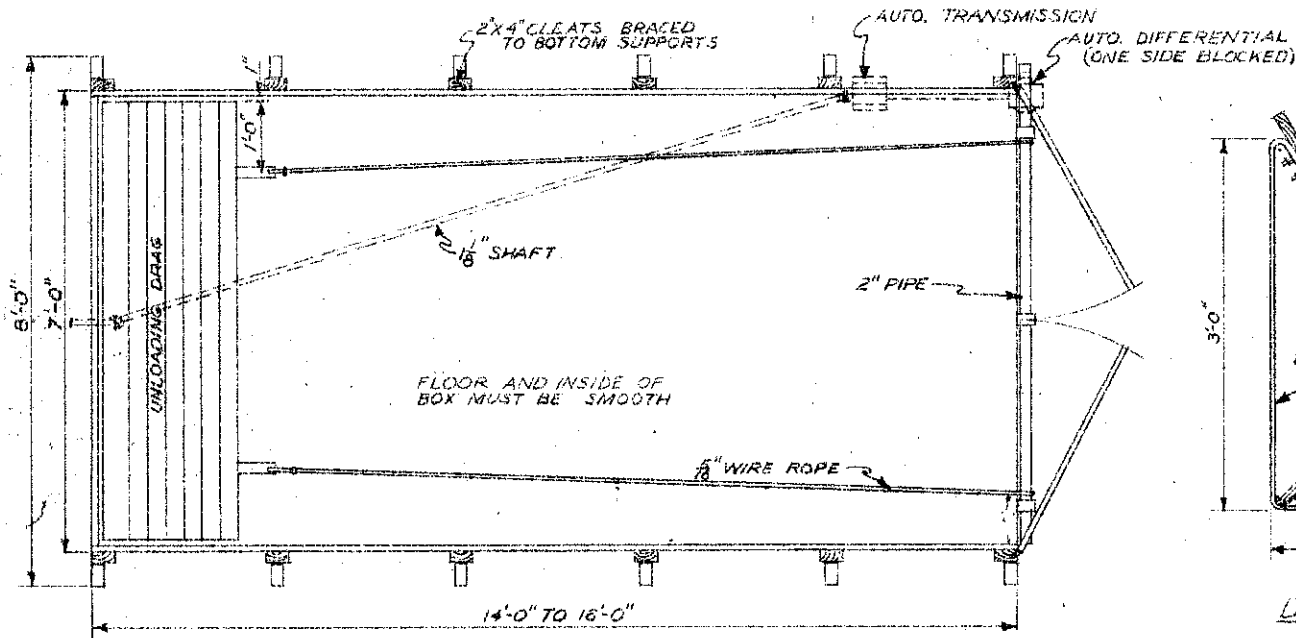 2"X4" CLEATS BRACED
TO BOTTOM SUPPORTS
AUTO. TRANSMISSION
AUTO. DIFFERENTIAL
(ONE SIDE BLOCKED)
1"
1'-0"
1 1/8" SHAFT
8'-0"
7'-0"
UNLOADING DRAG
2" PIPE
3'-0"
FLOOR AND INSIDE OF
BOX MUST BE SMOOTH
5/16" WIRE ROPE
14'-0" TO 16'-0"